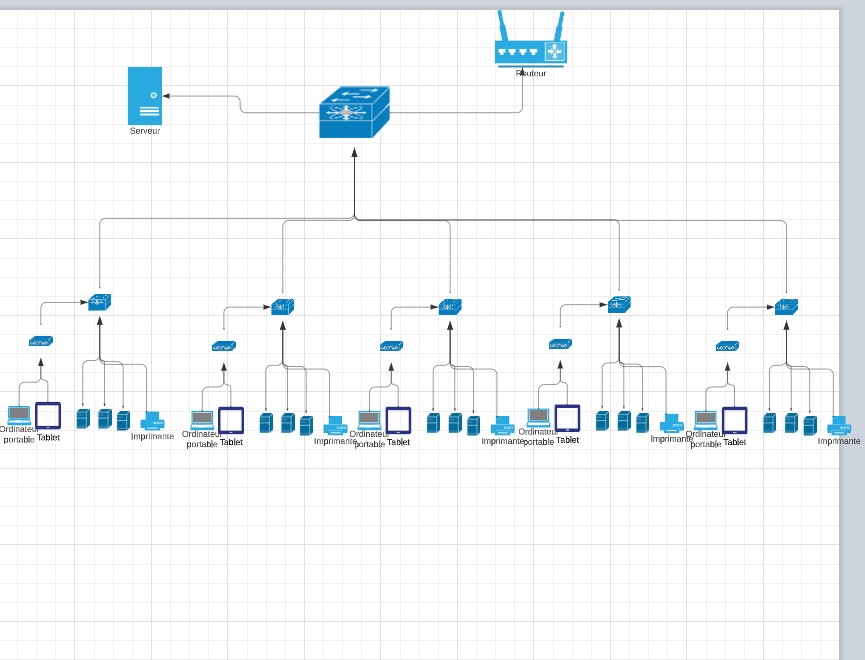 Routeur
Serveur
Ordinateur
portable
Tablet
Imprimante
Ordinateur
portable
Tablet
Imprimante
Ordinateur
portable
Tablet
Imprimante
Ordinateur
portable
Tablet
Imprimante
Ordinateur
portable
Tablet
Imprimante